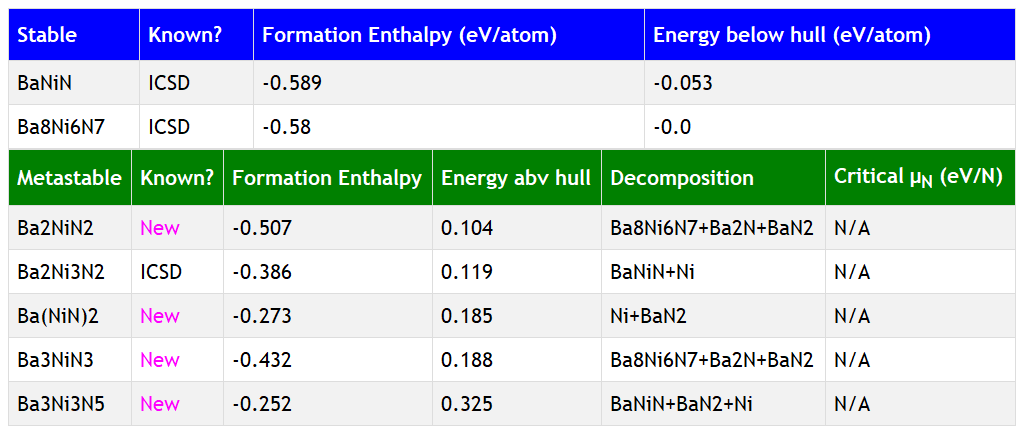 Stable Known? Formation Enthalpy (eV/atom) Energy below hull (eV/atom)
BaNiN ICSD -0.589 -0.053
Ba8Ni6N7 ICSD -0.58 -0.0
Metastable Known? Formation Enthalpy Energy abv hull Decomposition Critical μN (eV/N)
Ba2NiN2 New -0.507 0.104 Ba8Ni6N7+Ba2N+BaN2 N/A
Ba2Ni3N2 ICSD -0.386 0.119 BaNiN+Ni N/A
Ba(NiN)2 New -0.273 0.185 Ni+BaN2 N/A
Ba3NiN3 New -0.432 0.188 Ba8Ni6N7+Ba2N+BaN2 N/A
Ba3Ni3N5 New -0.252 0.325 BaNiN+BaN2+Ni N/A